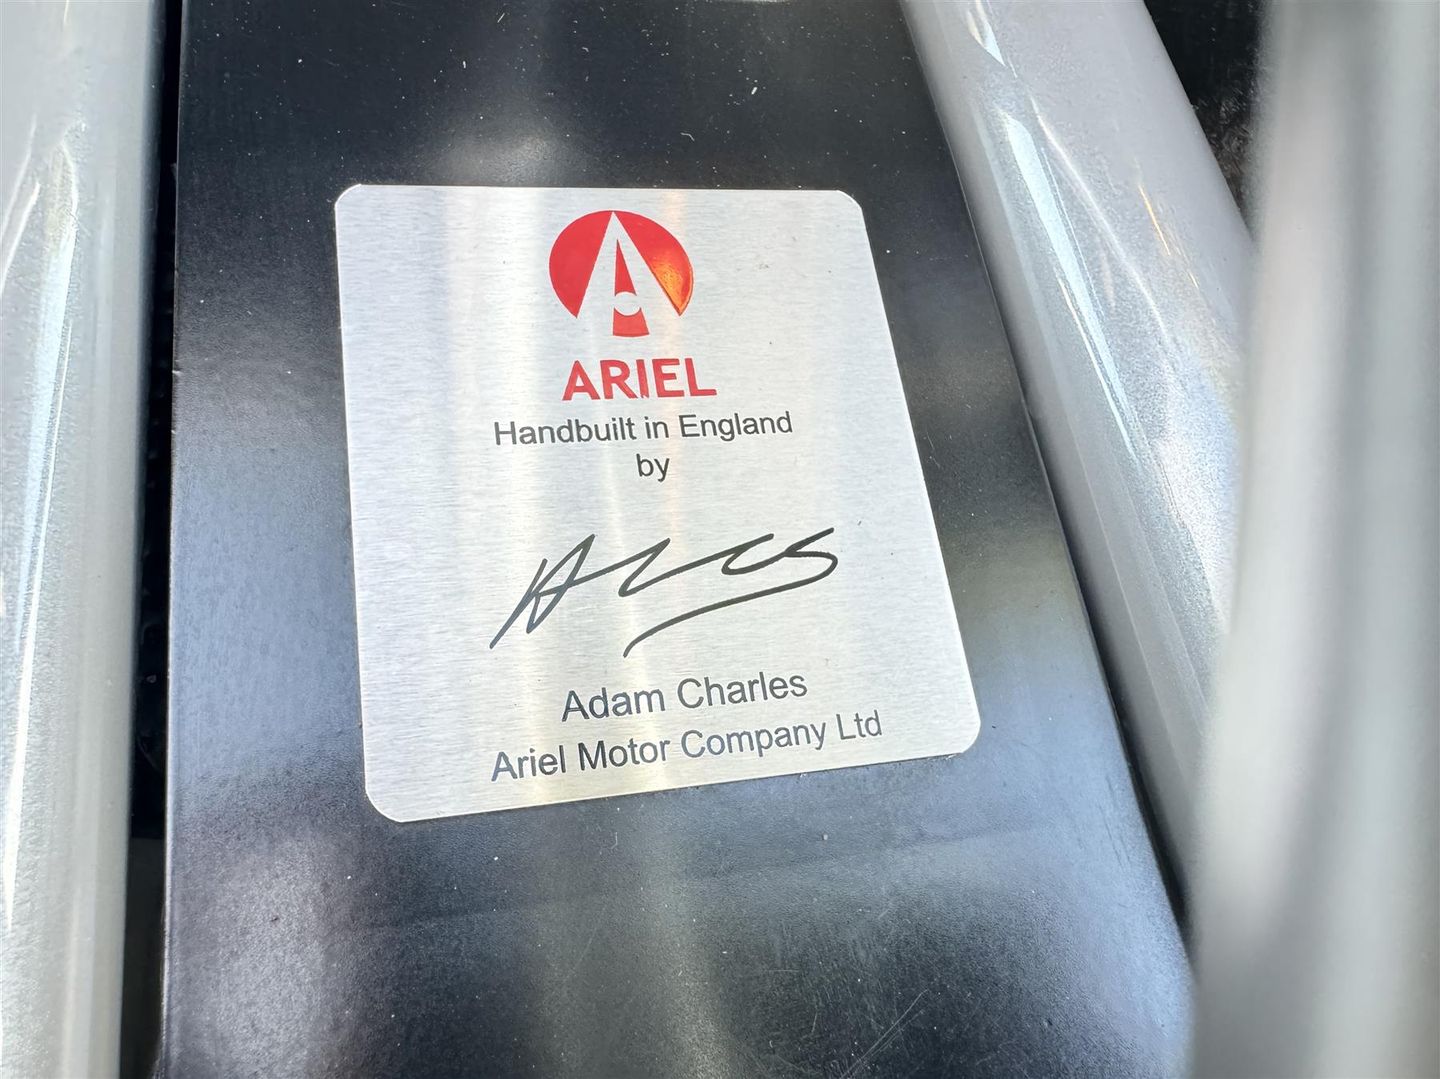 ARIEL
Handbuilt in England
by
Adam Charles
Ariel Motor Company Ltd